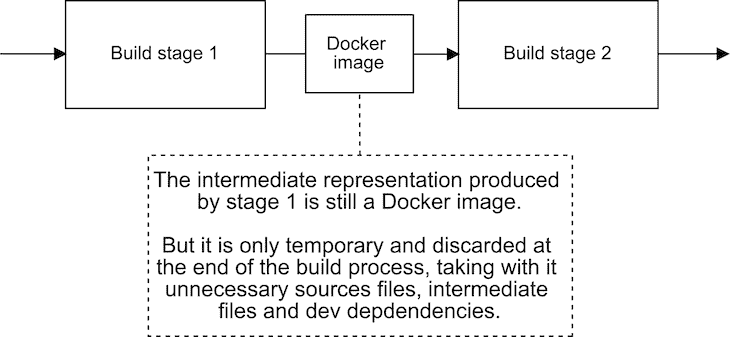 Build stage 1
Docker
image
Build stage 2
The intermediate representation produced
by stage 1 is still a Docker image.
But it is only temporary and discarded at
the end of the build process, taking with it
unnecessary sources files, intermediate
files and dev depdendencies.